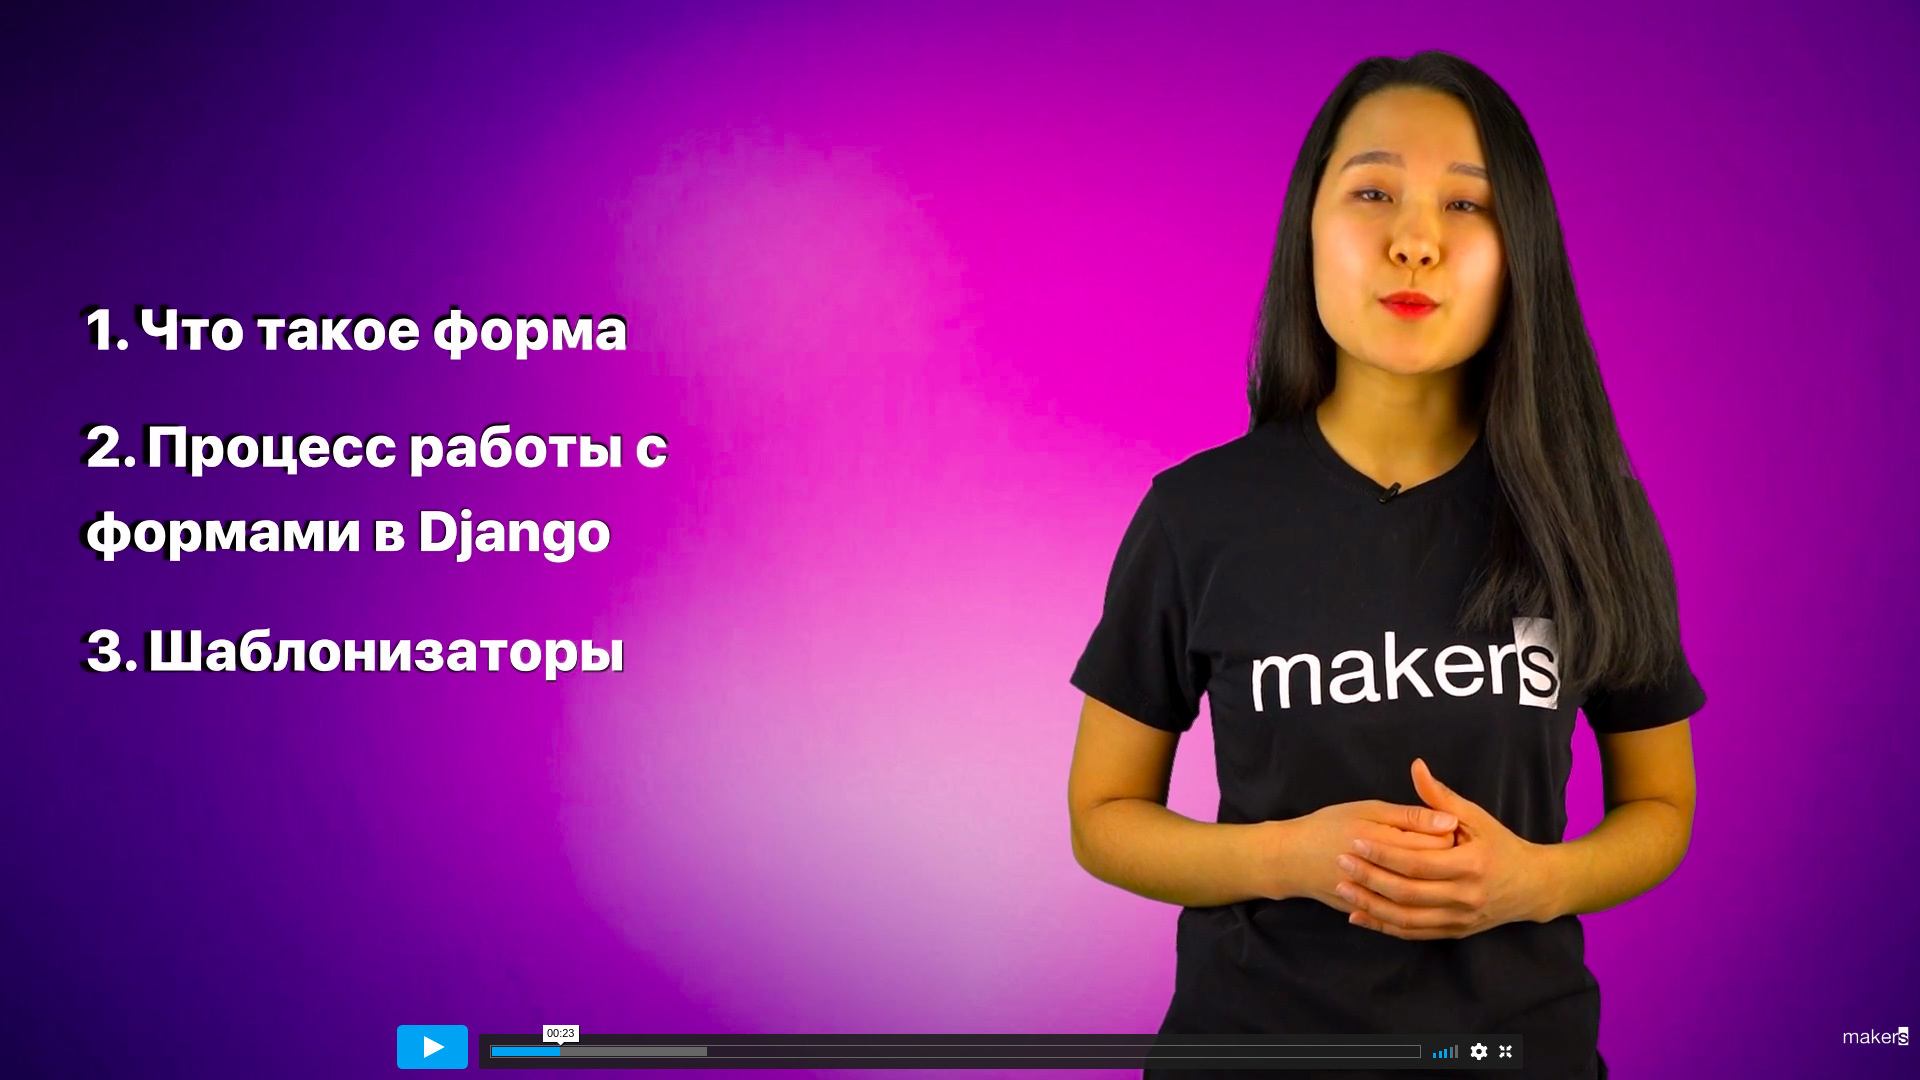 1. Что такое форма
2. Процесс работы с
формами в Django
3. Шаблонизаторы
makers
00:23
makers